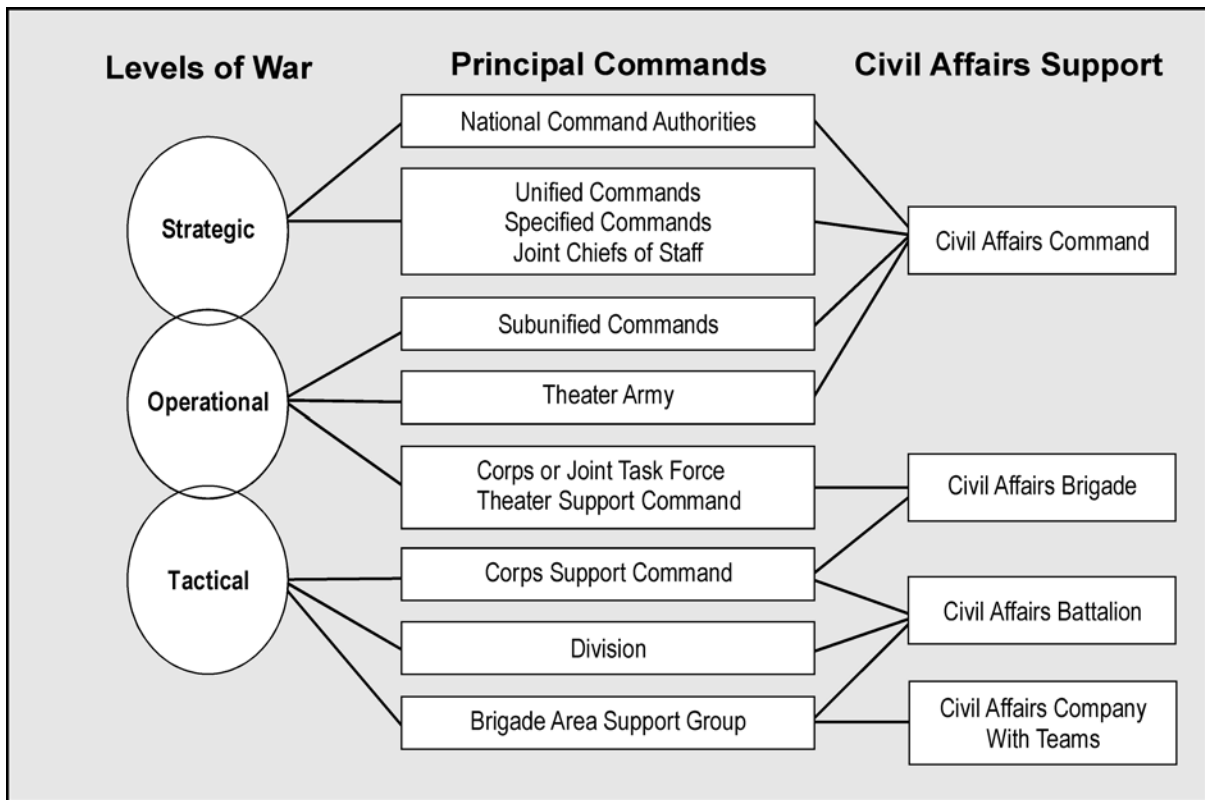 Levels of War
Principal Commands
Civil Affairs Support
National Command Authorities
Strategic
Unified Commands
Specified Commands
Joint Chiefs of Staff
Civil Affairs Command
Subunified Commands
Operational
Theater Army
Corps or Joint Task Force
Theater Support Command
Civil Affairs Brigade
Tactical
Corps Support Command
Civil Affairs Battalion
Division
Brigade Area Support Group
Civil Affairs Company
With Teams